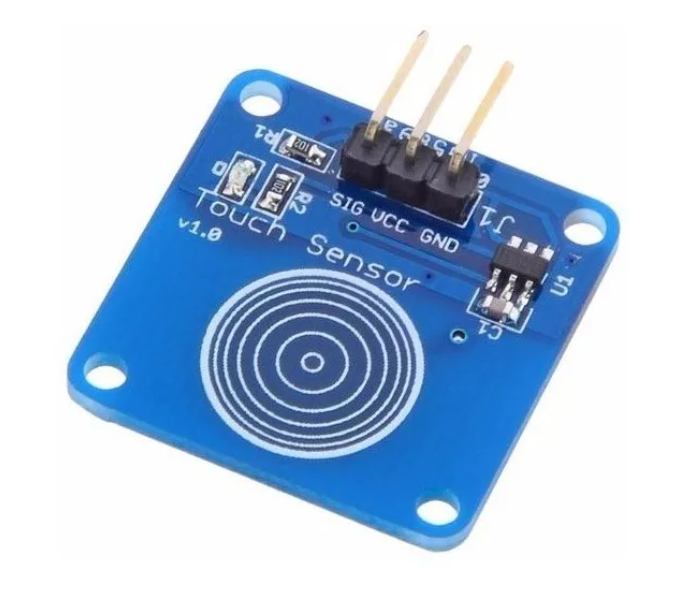 R1
102
D
102
R2
SIG VCC GND
J1
Touch Sensor
v1.0
U1
C1